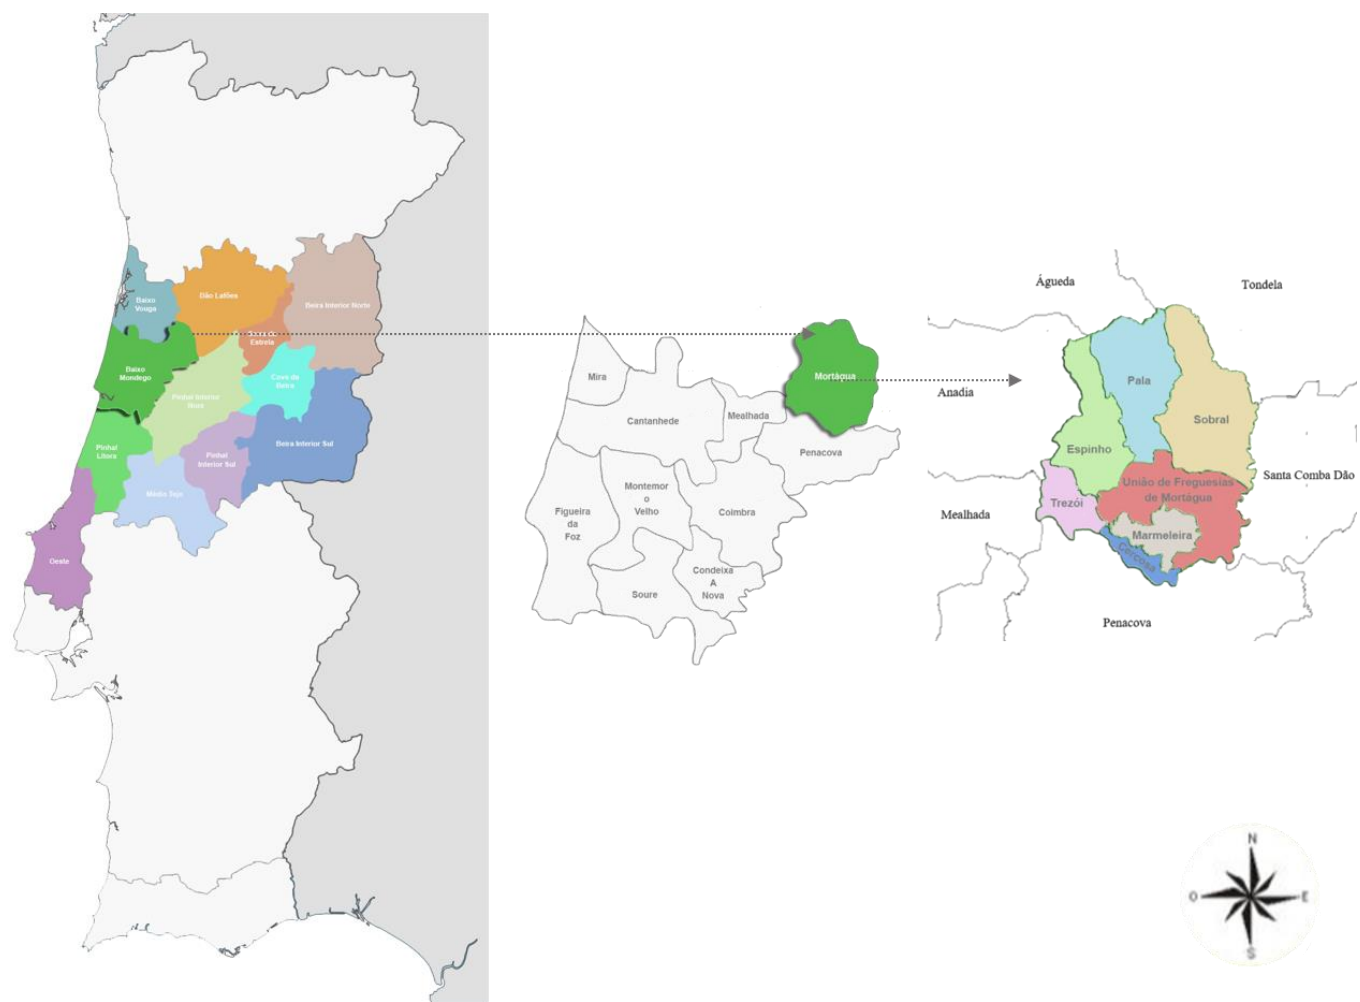 Baixo
Vouga
Dão Lafões
Beira Interior Norte
Serra da
Estrela
Baixo
Mondego
Cova da
Beira
Pinhal Interior
Norte
Pinhal
Litora
Pinhal
Interior Sul
Beira Interior Sul
Médio Tejo
Oeste
Mira
Cantanhede
Mealhada
Mortágua
Penacova
Montemor
o
Velho
Figueira
da
Foz
Coimbra
Condeixa
A
Nova
Soure
Águeda
Tondela
Anadia
Pala
Sobral
Espinho
Santa Comba Dão
União de Freguesias
de Mortágua
Trezói
Mealhada
Marmeleira
Cercosa
Penacova
N
O
E
S